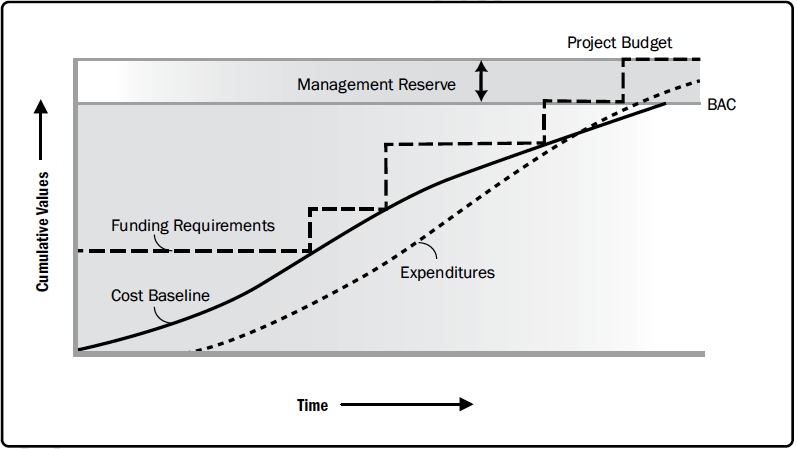 Project Budget
Management Reserve
BAC
Cumulative Values
Funding Requirements
Expenditures
Cost Baseline
Time